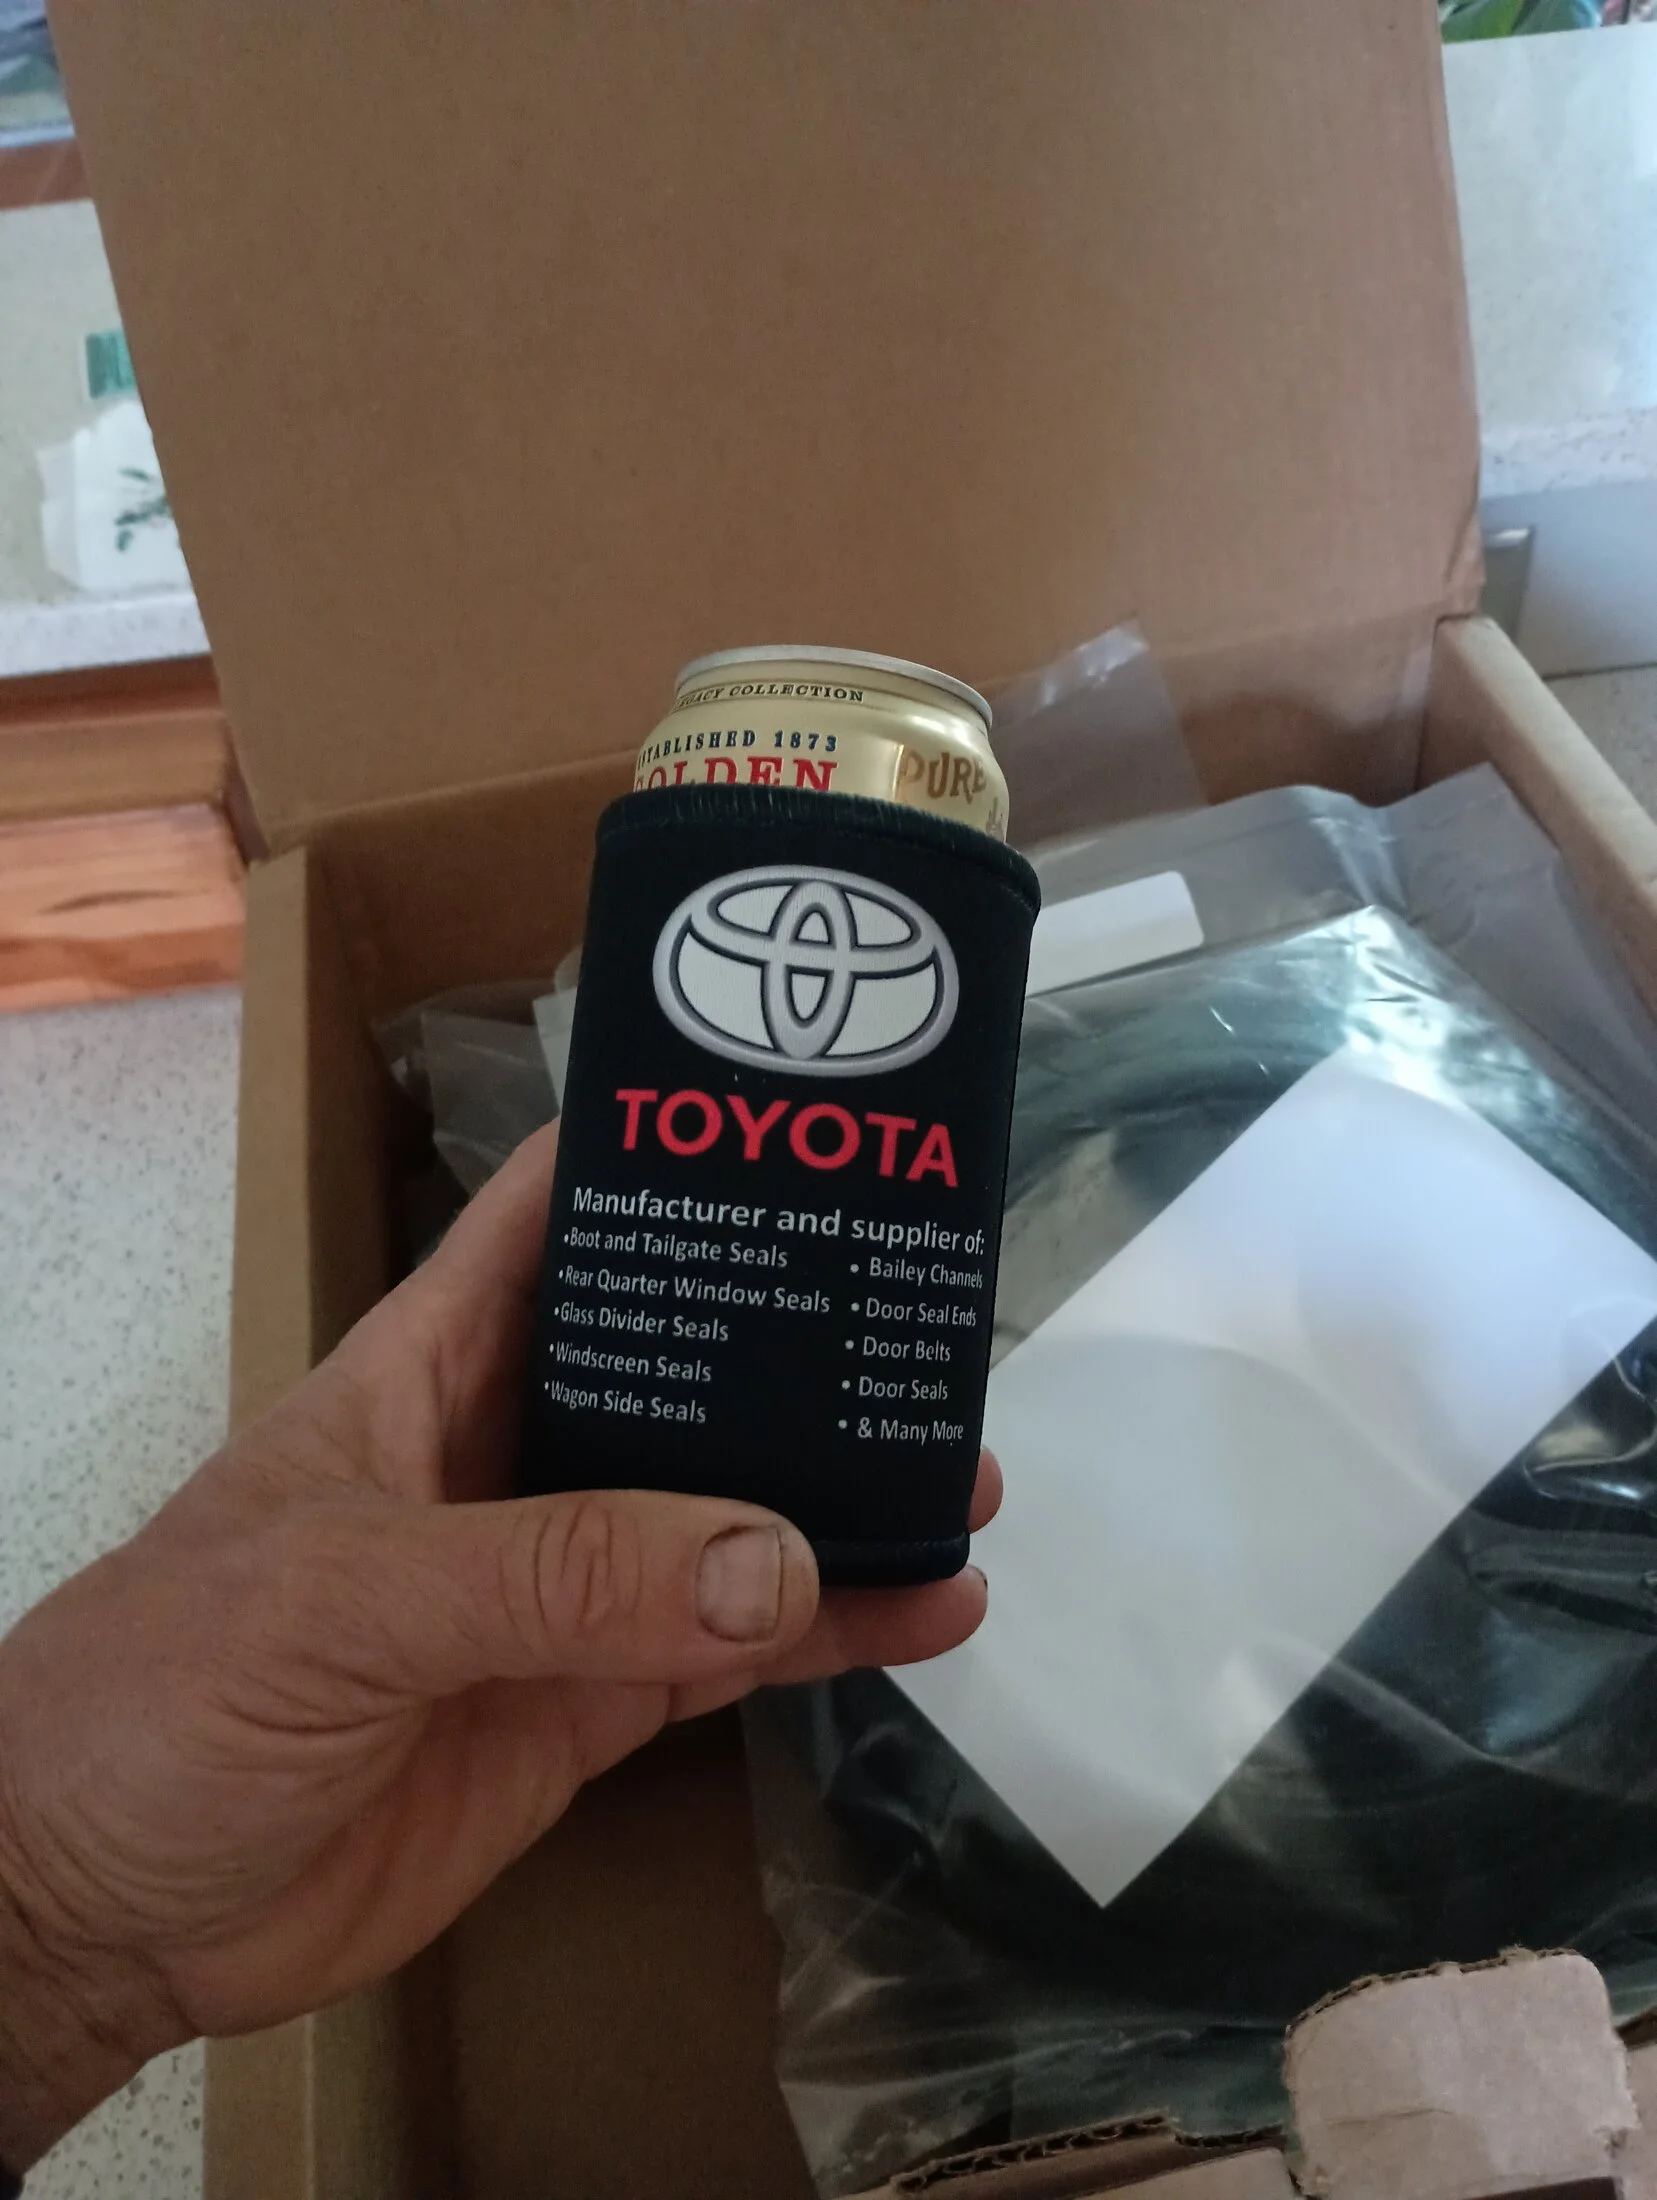 LEGACY COLLECTION
ESTABLISHED 1873
GOLDEN
PURE
TOYOTA
Manufacturer and supplier of:
•Boot and Tailgate Seals
•Rear Quarter Window Seals
•Glass Divider Seals
•Windscreen Seals
•Wagon Side Seals
• Bailey Channels
• Door Seal Ends
• Door Belts
• Door Seals
• & Many More